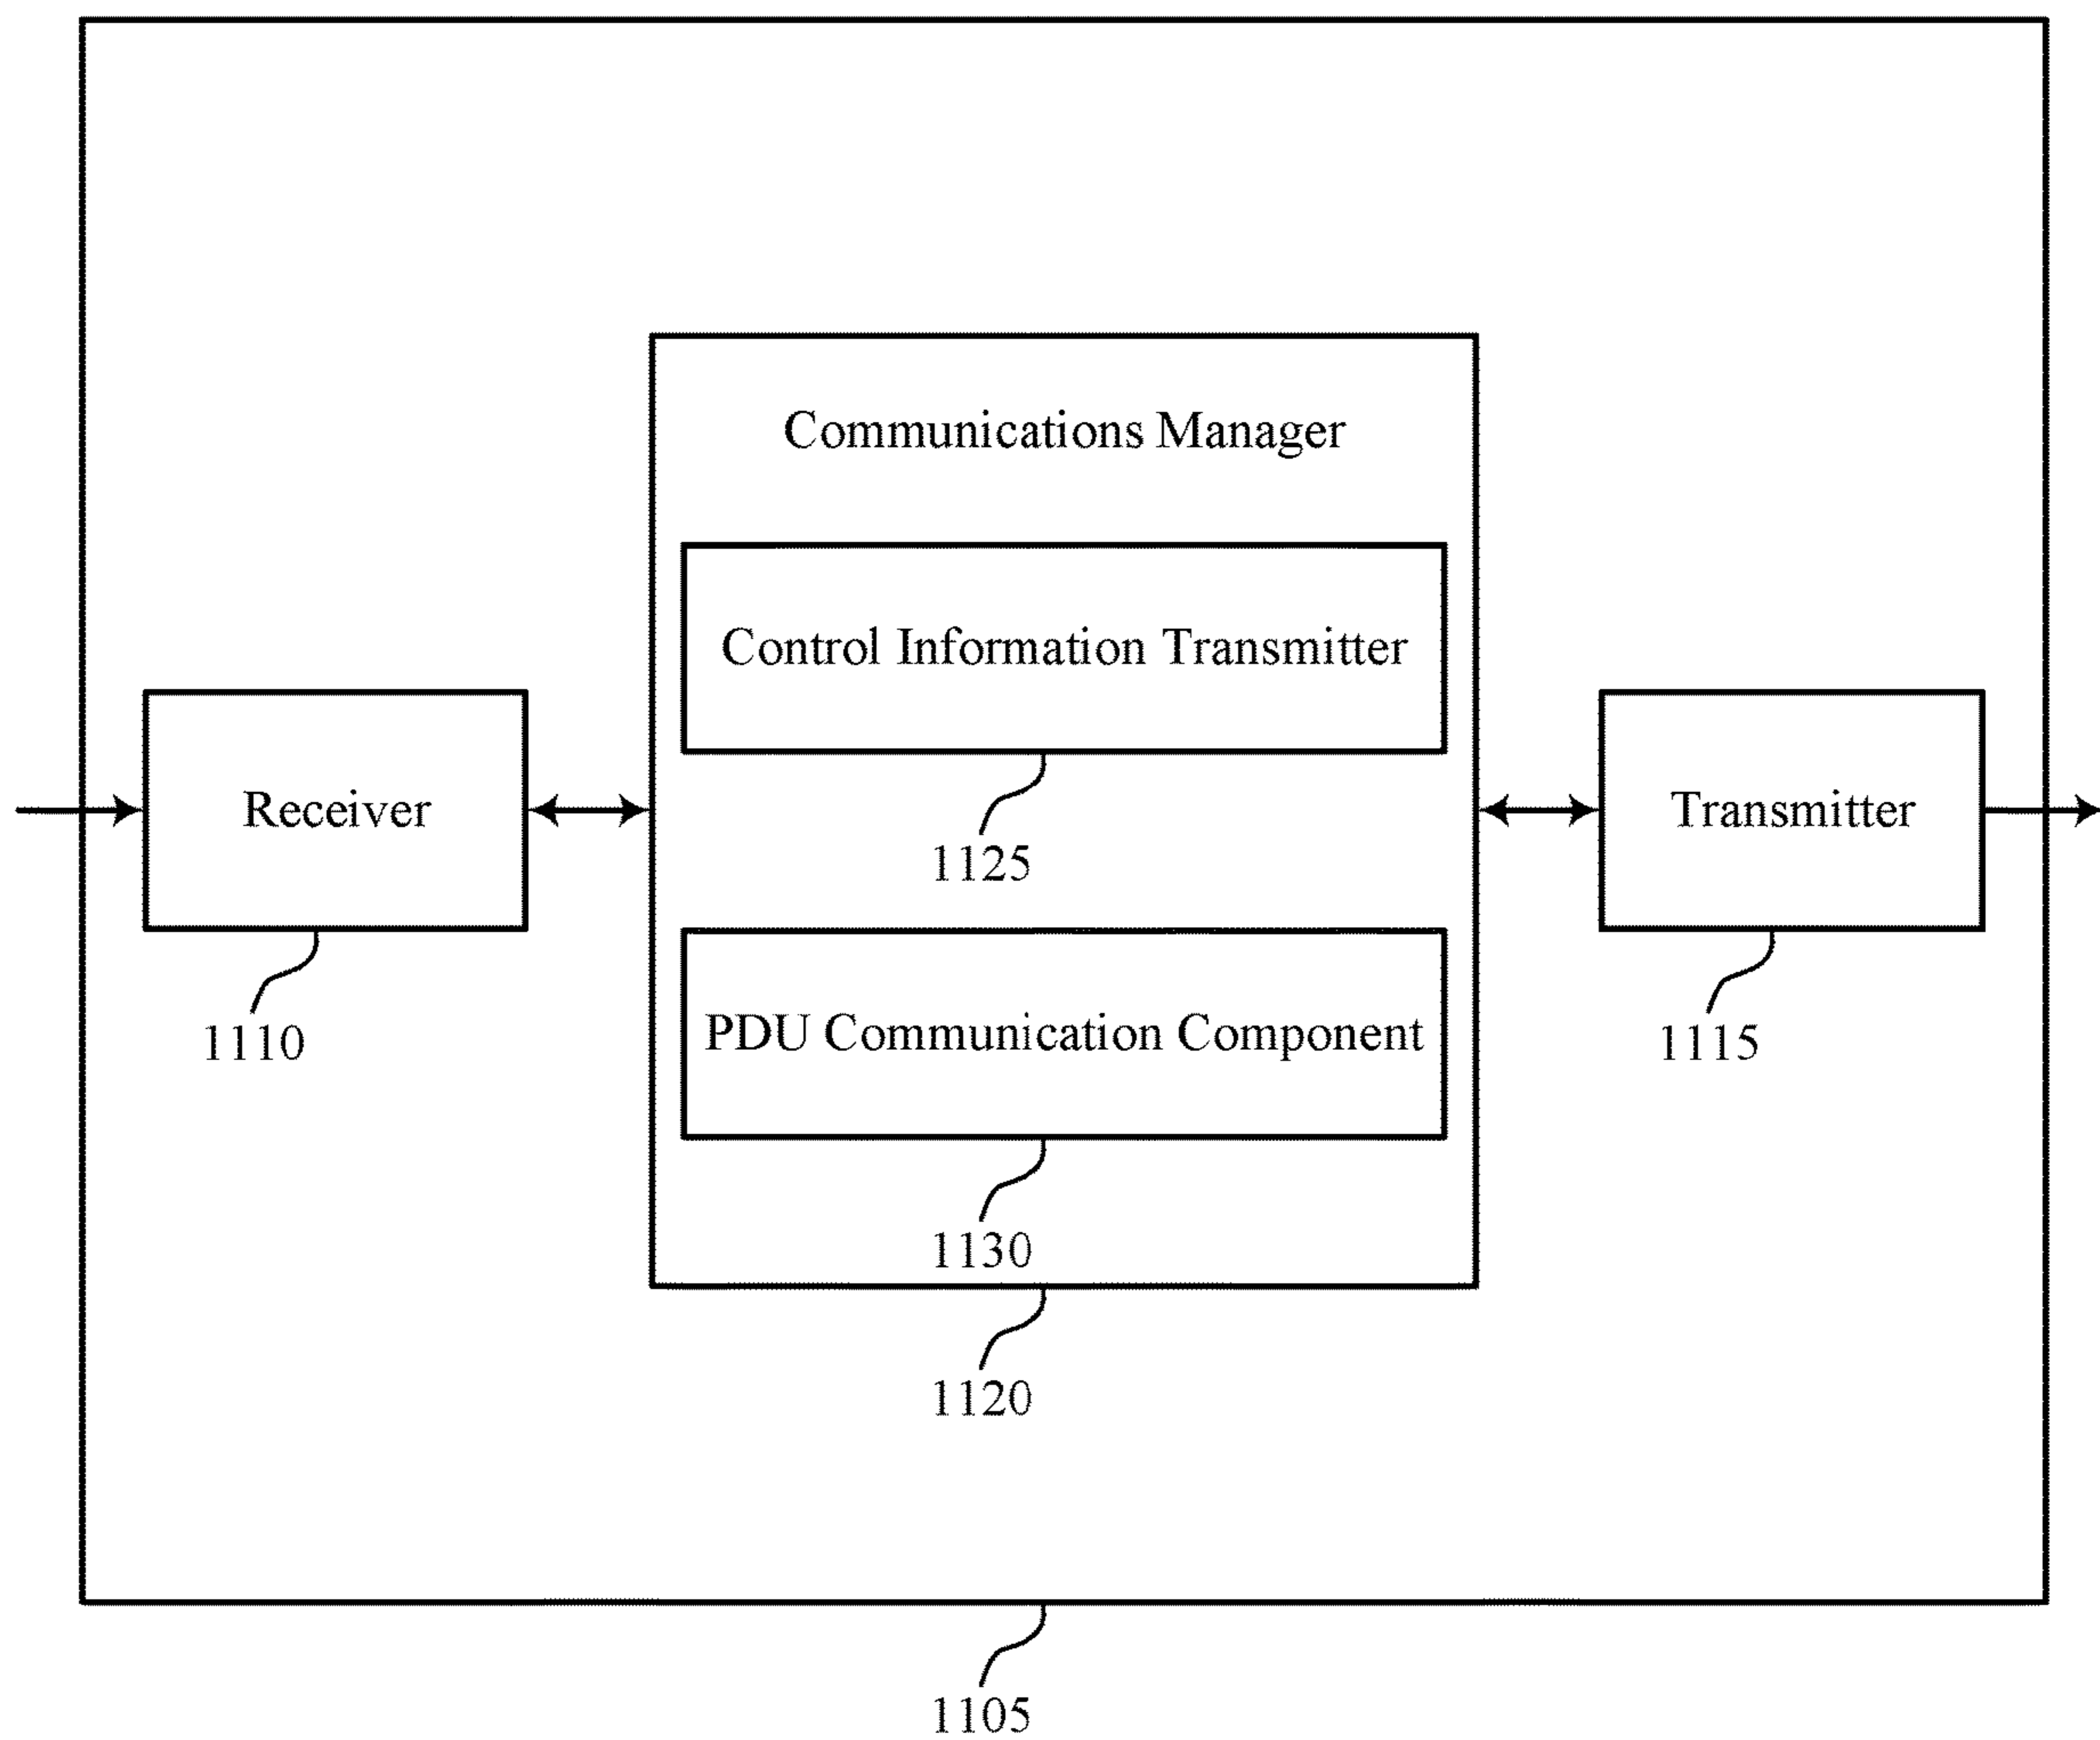 Communications Manager
Control Information Transmitter
Receiver
Transmitter
1125
PDU Communication Component
1110
1115
1130
1120
1105